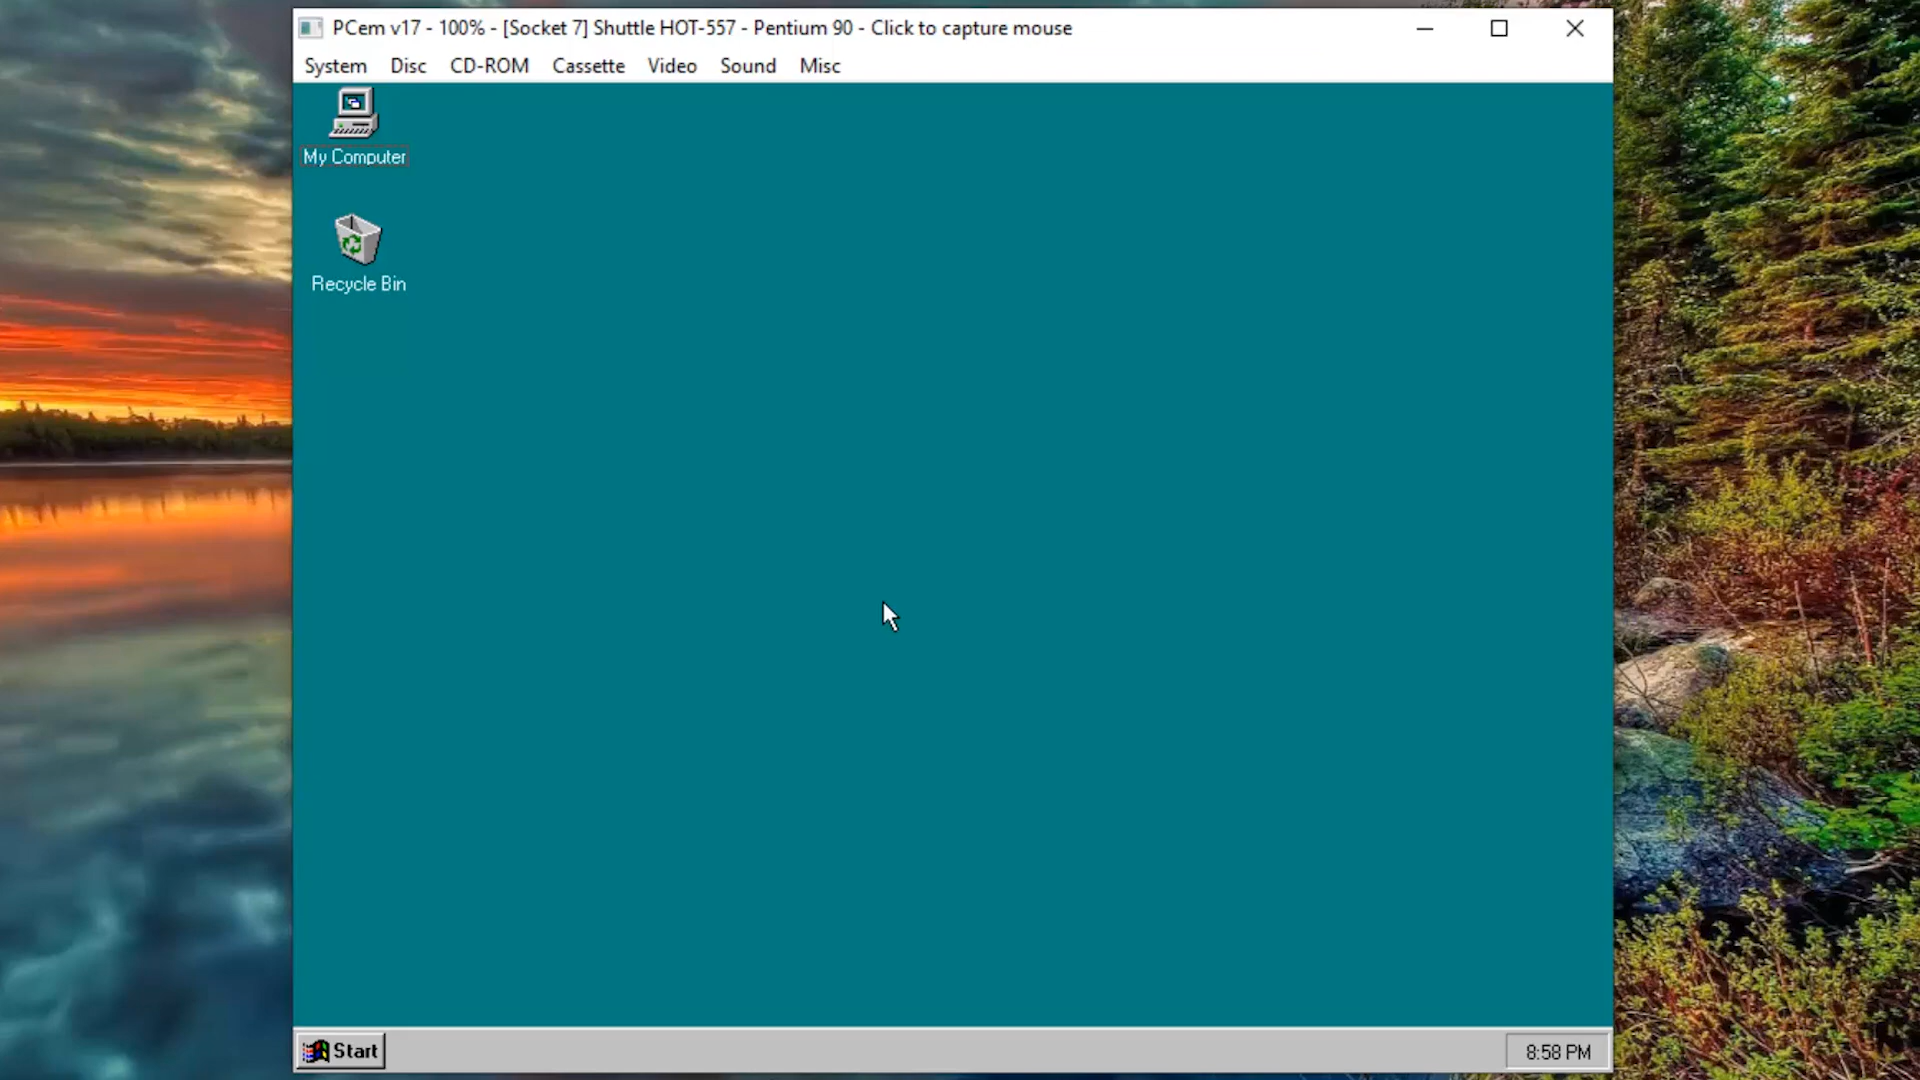 PCem v17 - 100% - [Socket 7] Shuttle HOT-557 - Pentium 90 - Click to capture mouse
System Disc CD-ROM Cassette Video Sound Misc
My Computer
Recycle Bin
Start 8:58 PM